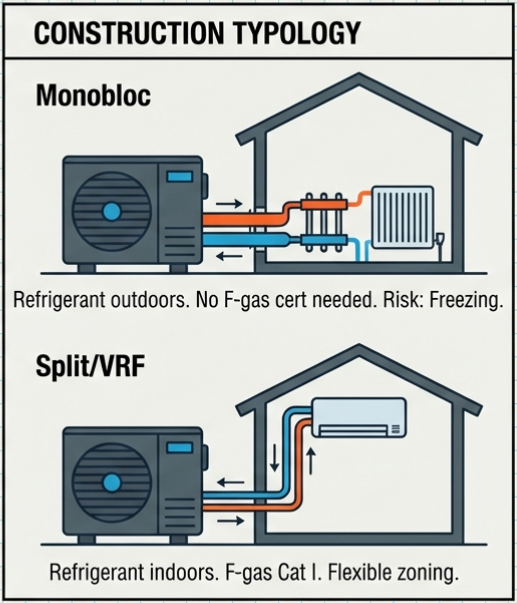 CONSTRUCTION TYPOLOGY
Monobloc
Refrigerant outdoors. No F-gas cert needed. Risk: Freezing.
Split/VRF
Refrigerant indoors. F-gas Cat I. Flexible zoning.